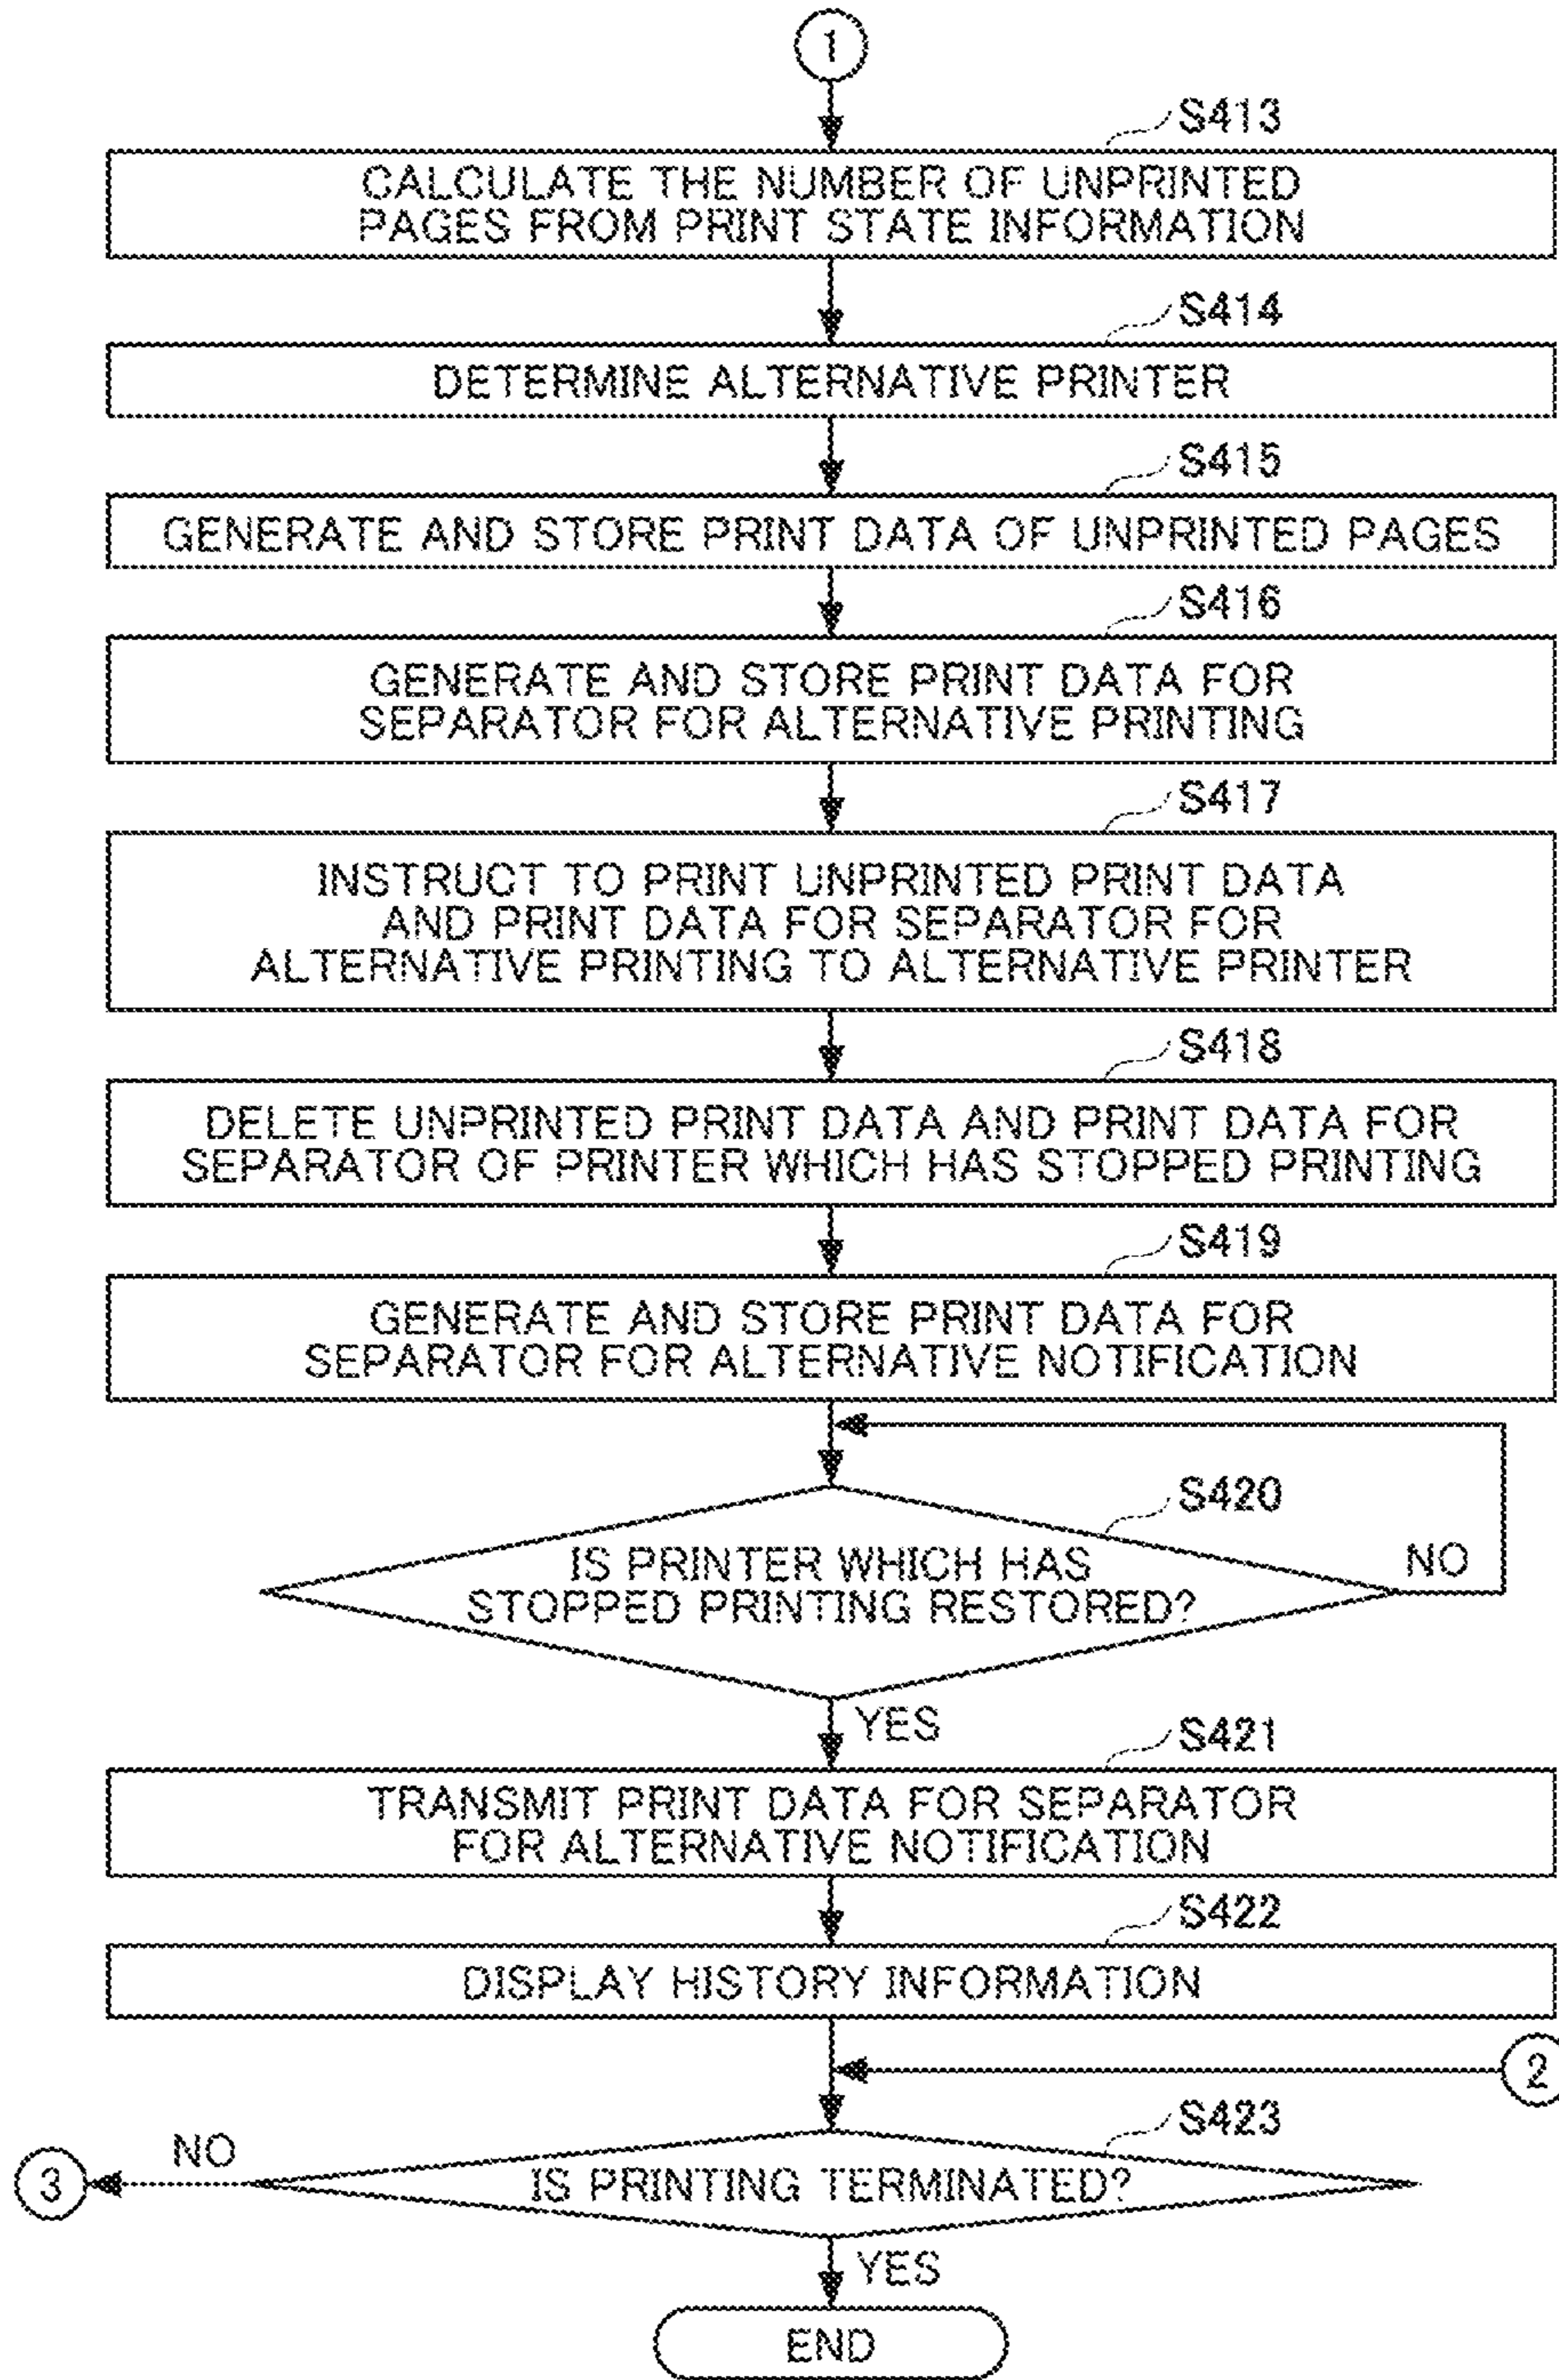 1
S413
CALCULATE THE NUMBER OF UNPRINTED
PAGES FROM PRINT STATE INFORMATION
S414
DETERMINE ALTERNATIVE PRINTER
S415
GENERATE AND STORE PRINT DATA OF UNPRINTED PAGES
S416
GENERATE AND STORE PRINT DATA FOR
SEPARATOR FOR ALTERNATIVE PRINTING
S417
INSTRUCT TO PRINT UNPRINTED PRINT DATA
AND PRINT DATA FOR SEPARATOR FOR
ALTERNATIVE PRINTING TO ALTERNATIVE PRINTER
S418
DELETE UNPRINTED PRINT DATA AND PRINT DATA FOR
SEPARATOR OF PRINTER WHICH HAS STOPPED PRINTING
S419
GENERATE AND STORE PRINT DATA FOR
SEPARATOR FOR ALTERNATIVE NOTIFICATION
S420
IS PRINTER WHICH HAS
STOPPED PRINTING RESTORED?
NO
YES
S421
TRANSMIT PRINT DATA FOR SEPARATOR
FOR ALTERNATIVE NOTIFICATION
S422
DISPLAY HISTORY INFORMATION
2
S423
NO
3
IS PRINTING TERMINATED?
YES
END